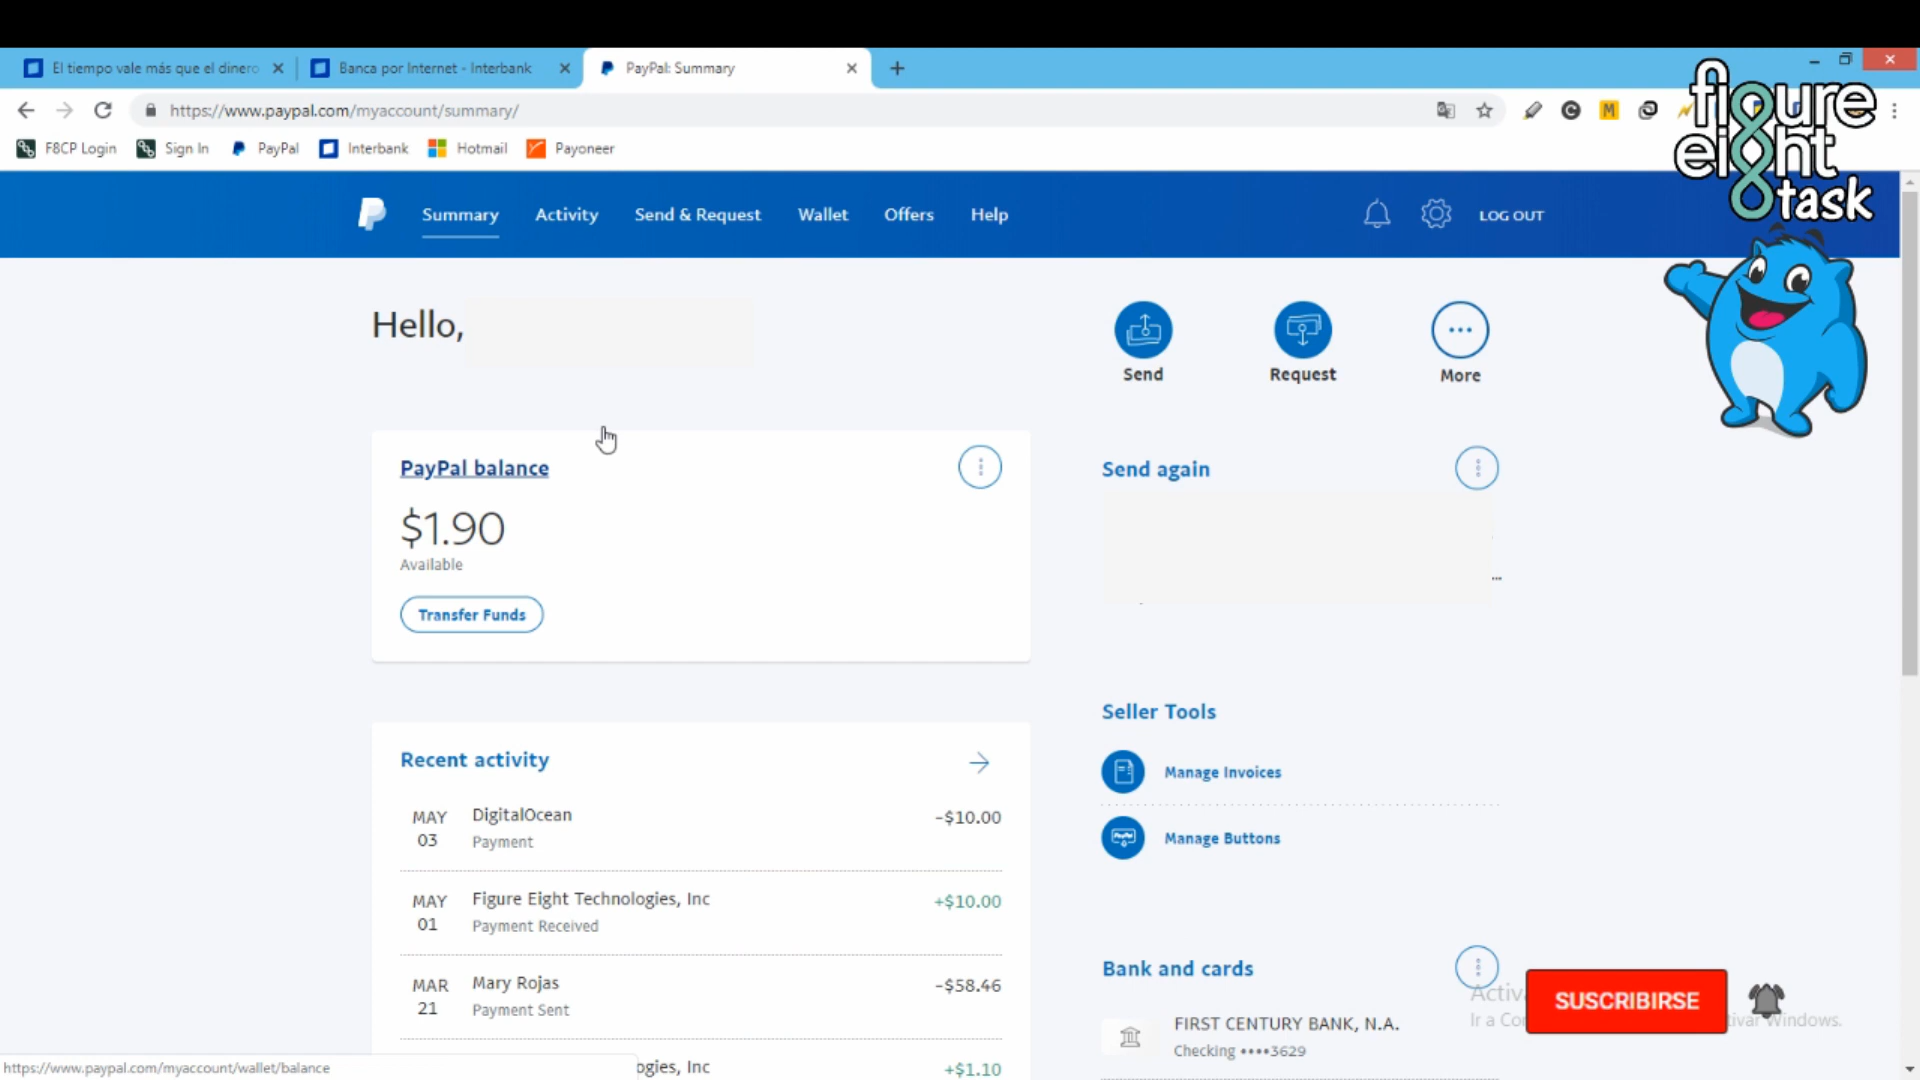 El tiempo vale más que el dinero
Banca por Internet - Interbank
PayPal: Summary
https://www.paypal.com/myaccount/summary/
F8CP Login
Sign In
PayPal
Interbank
Hotmail
Payoneer
figure
eight
task
Summary
Activity
Send & Request
Wallet
Offers
Help
LOG OUT
Hello,
Send
Request
More
PayPal balance
$1.90
Available
Transfer Funds
Send again
Seller Tools
Manage Invoices
Manage Buttons
Recent activity
MAY 03
DigitalOcean
Payment
-$10.00
MAY 01
Figure Eight Technologies, Inc
Payment Received
+$10.00
MAR 21
Mary Rojas
Payment Sent
-$58.46
ogies, Inc
+$1.10
Bank and cards
FIRST CENTURY BANK, N.A.
Checking ••••3629
SUSCRIBIRSE
Activ
Ir a Co
tivar Windows.
https://www.paypal.com/myaccount/wallet/balance